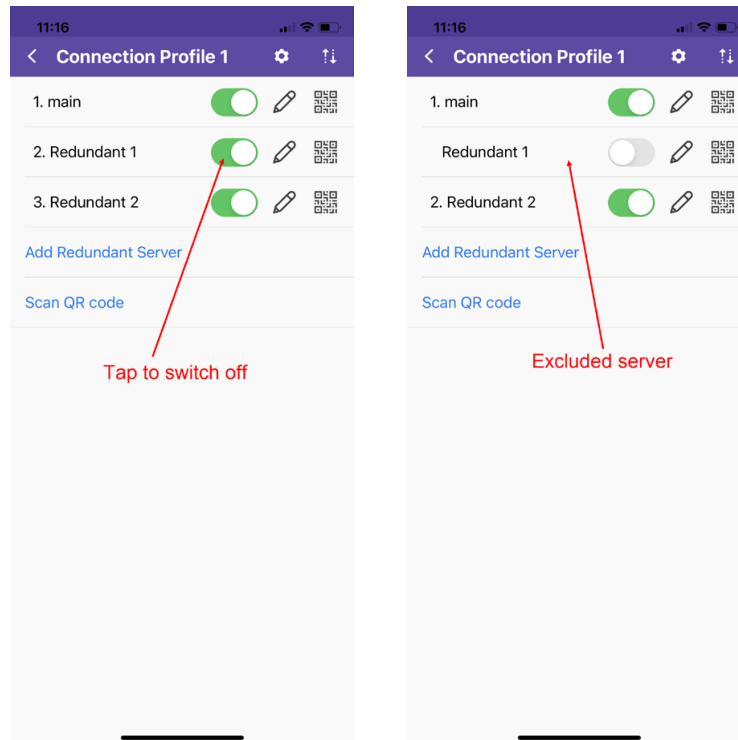 11:16
Connection Profile 1
1. main
2. Redundant 1
3. Redundant 2
Add Redundant Server
Scan QR code
Tap to switch off
11:16
Connection Profile 1
1. main
Redundant 1
2. Redundant 2
Add Redundant Server
Scan QR code
Excluded server